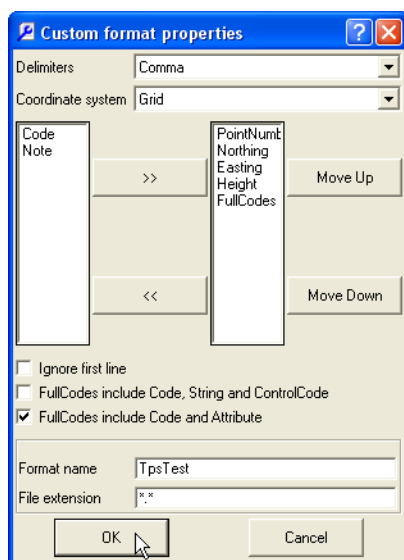 Custom format properties
Delimiters Comma
Coordinate system Grid
Code
Note
>>
<<
PointNumb
Northing
Easting
Height
FullCodes
Move Up
Move Down
Ignore first line
FullCodes include Code, String and ControlCode
FullCodes include Code and Attribute
Format name TpsTest
File extension *.*
OK Cancel